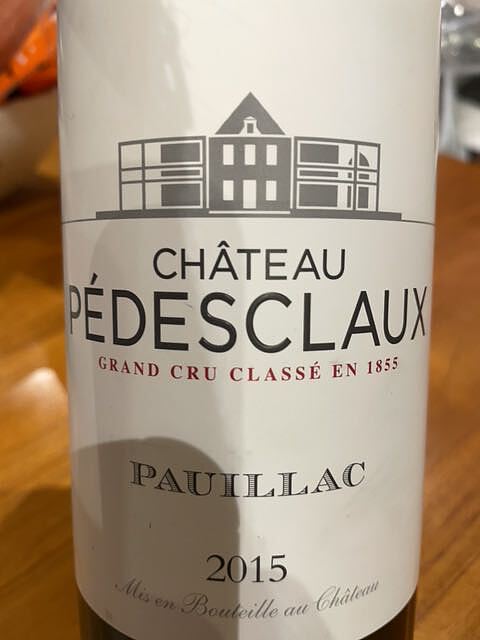 CHÂTEAU
PÉDESCLAUX
GRAND CRU CLASSÉ EN 1855
PAUILLAC
2015
Mis en Bouteille au Château